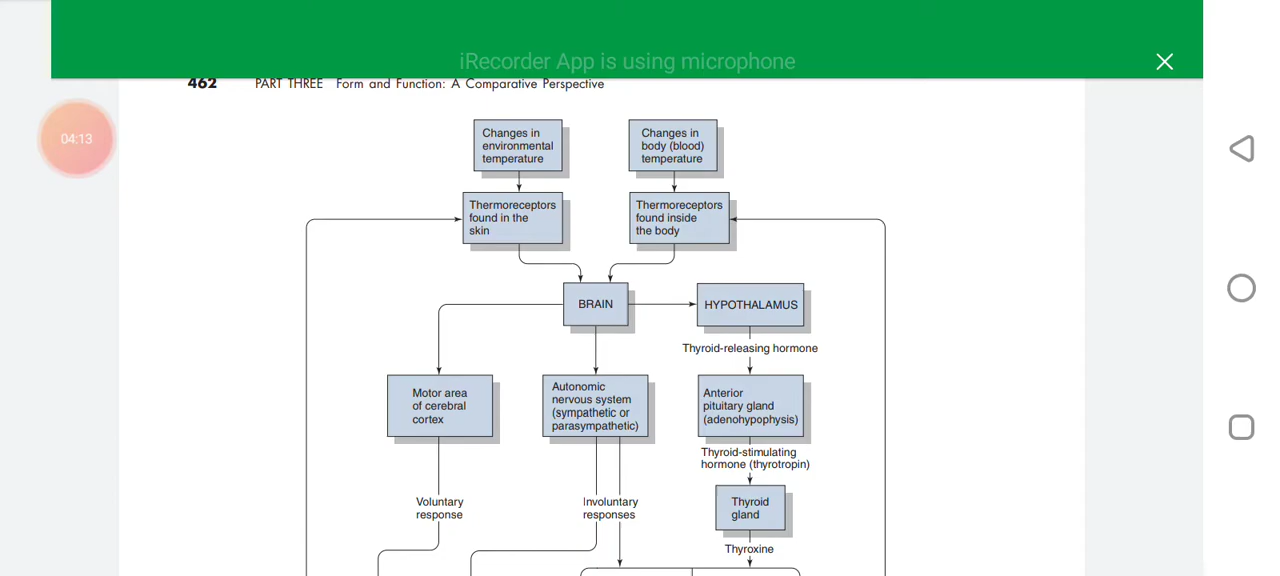 iRecorder App is using microphone
462 PART THREE Form and Function: A Comparative Perspective
04:13
Changes in
environmental
temperature
Changes in
body (blood)
temperature
Thermoreceptors
found in the
skin
Thermoreceptors
found inside
the body
BRAIN
HYPOTHALAMUS
Thyroid-releasing hormone
Motor area
of cerebral
cortex
Autonomic
nervous system
(sympathetic or
parasympathetic)
Anterior
pituitary gland
(adenohypophysis)
Thyroid-stimulating
hormone (thyrotropin)
Voluntary
response
Involuntary
responses
Thyroid
gland
Thyroxine